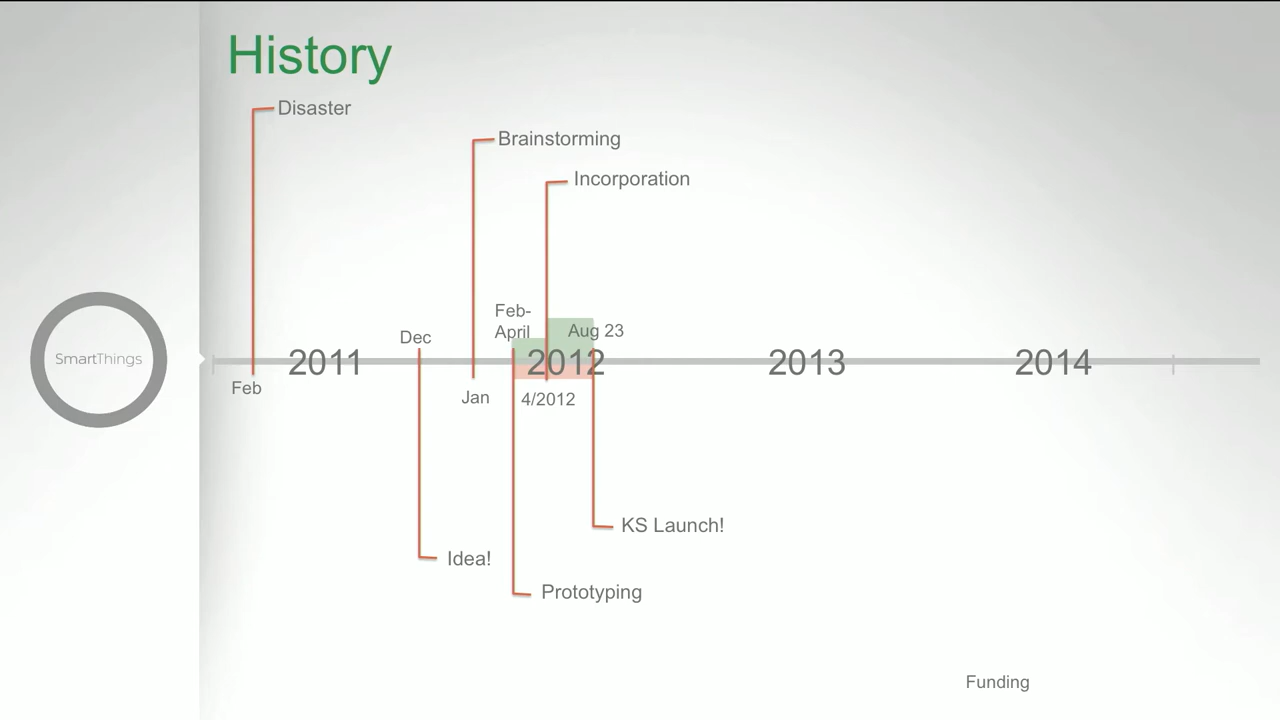 History
Disaster
Brainstorming
Incorporation
Feb-
April
Aug 23
Dec
SmartThings
2011
2012
2013
2014
Feb
Jan
4/2012
KS Launch!
Idea!
Prototyping
Funding